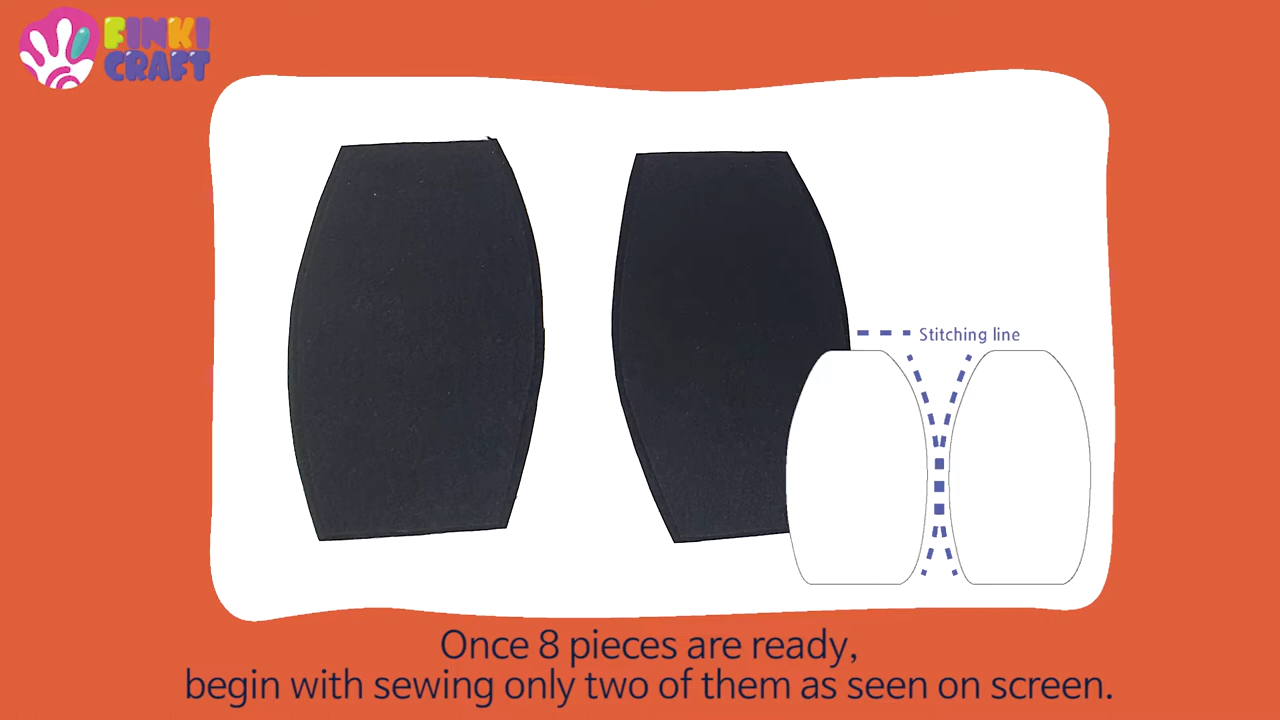 FINKI
CRAFT
Stitching line
Once 8 pieces are ready,
begin with sewing only two of them as seen on screen.